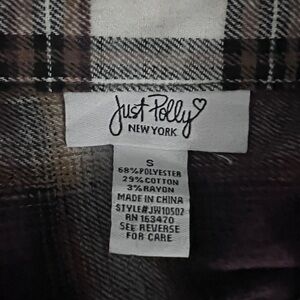 Just Polly
NEW YORK
S
68% POLYESTER
29% COTTON
3% RAYON
MADE IN CHINA
STYLE#JW10502
RN 163470
SEE REVERSE
FOR CARE